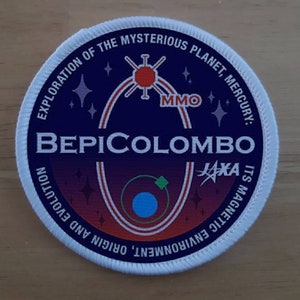 EXPLORATION OF THE MYSTERIOUS PLANET, MERCURY:
ITS MAGNETIC ENVIRONMENT, ORIGIN AND EVOLUTION
MMO
BEPICOLOMBO
JAXA